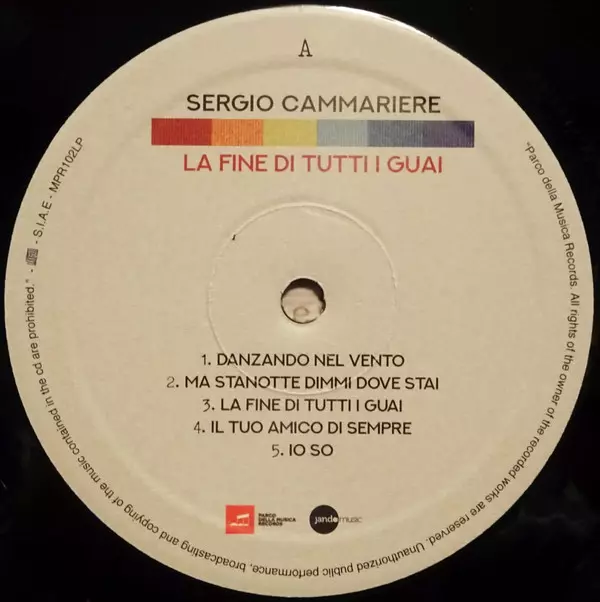 A
SERGIO CAMMARIERE
LA FINE DI TUTTI I GUAI
1. DANZANDO NEL VENTO
2. MA STANOTTE DIMMI DOVE STAI
3. LA FINE DI TUTTI I GUAI
4. IL TUO AMICO DI SEMPRE
5. IO SO
PARCO
DELLA MUSICA
RECORDS
jandomusic
"Parco della Musica Records. All rights of the owner of the recorded works are reserved. Unauthorized public performance, broadcasting and copying of the music contained in the cd are prohibited." - S.I.A.E - MPR102LP